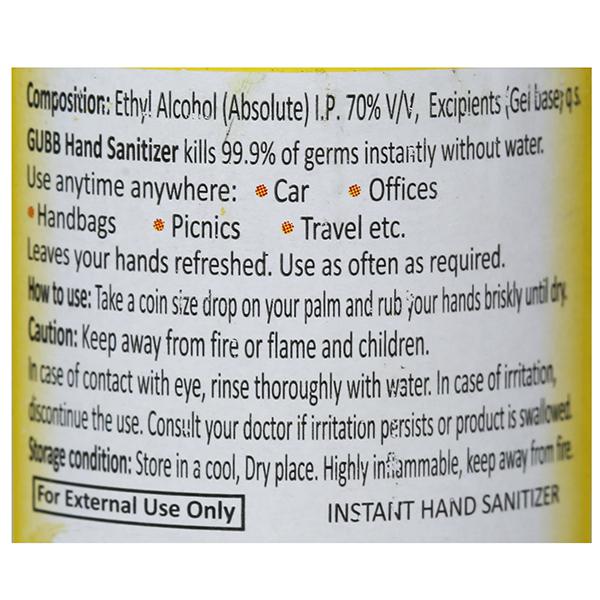 Composition: Ethyl Alcohol (Absolute) I.P. 70% V/V, Excipients (Gel base) q.s.
GUBB Hand Sanitizer kills 99.9% of germs instantly without water.
Use anytime anywhere: Car Offices
Handbags Picnics Travel etc.
Leaves your hands refreshed. Use as often as required.
How to use: Take a coin size drop on your palm and rub your hands briskly until dry.
Caution: Keep away from fire or flame and children.
In case of contact with eye, rinse thoroughly with water. In case of irritation,
discontinue the use. Consult your doctor if irritation persists or product is swallowed.
Storage condition: Store in a cool, Dry place. Highly inflammable, keep away from fire.
For External Use Only INSTANT HAND SANITIZER